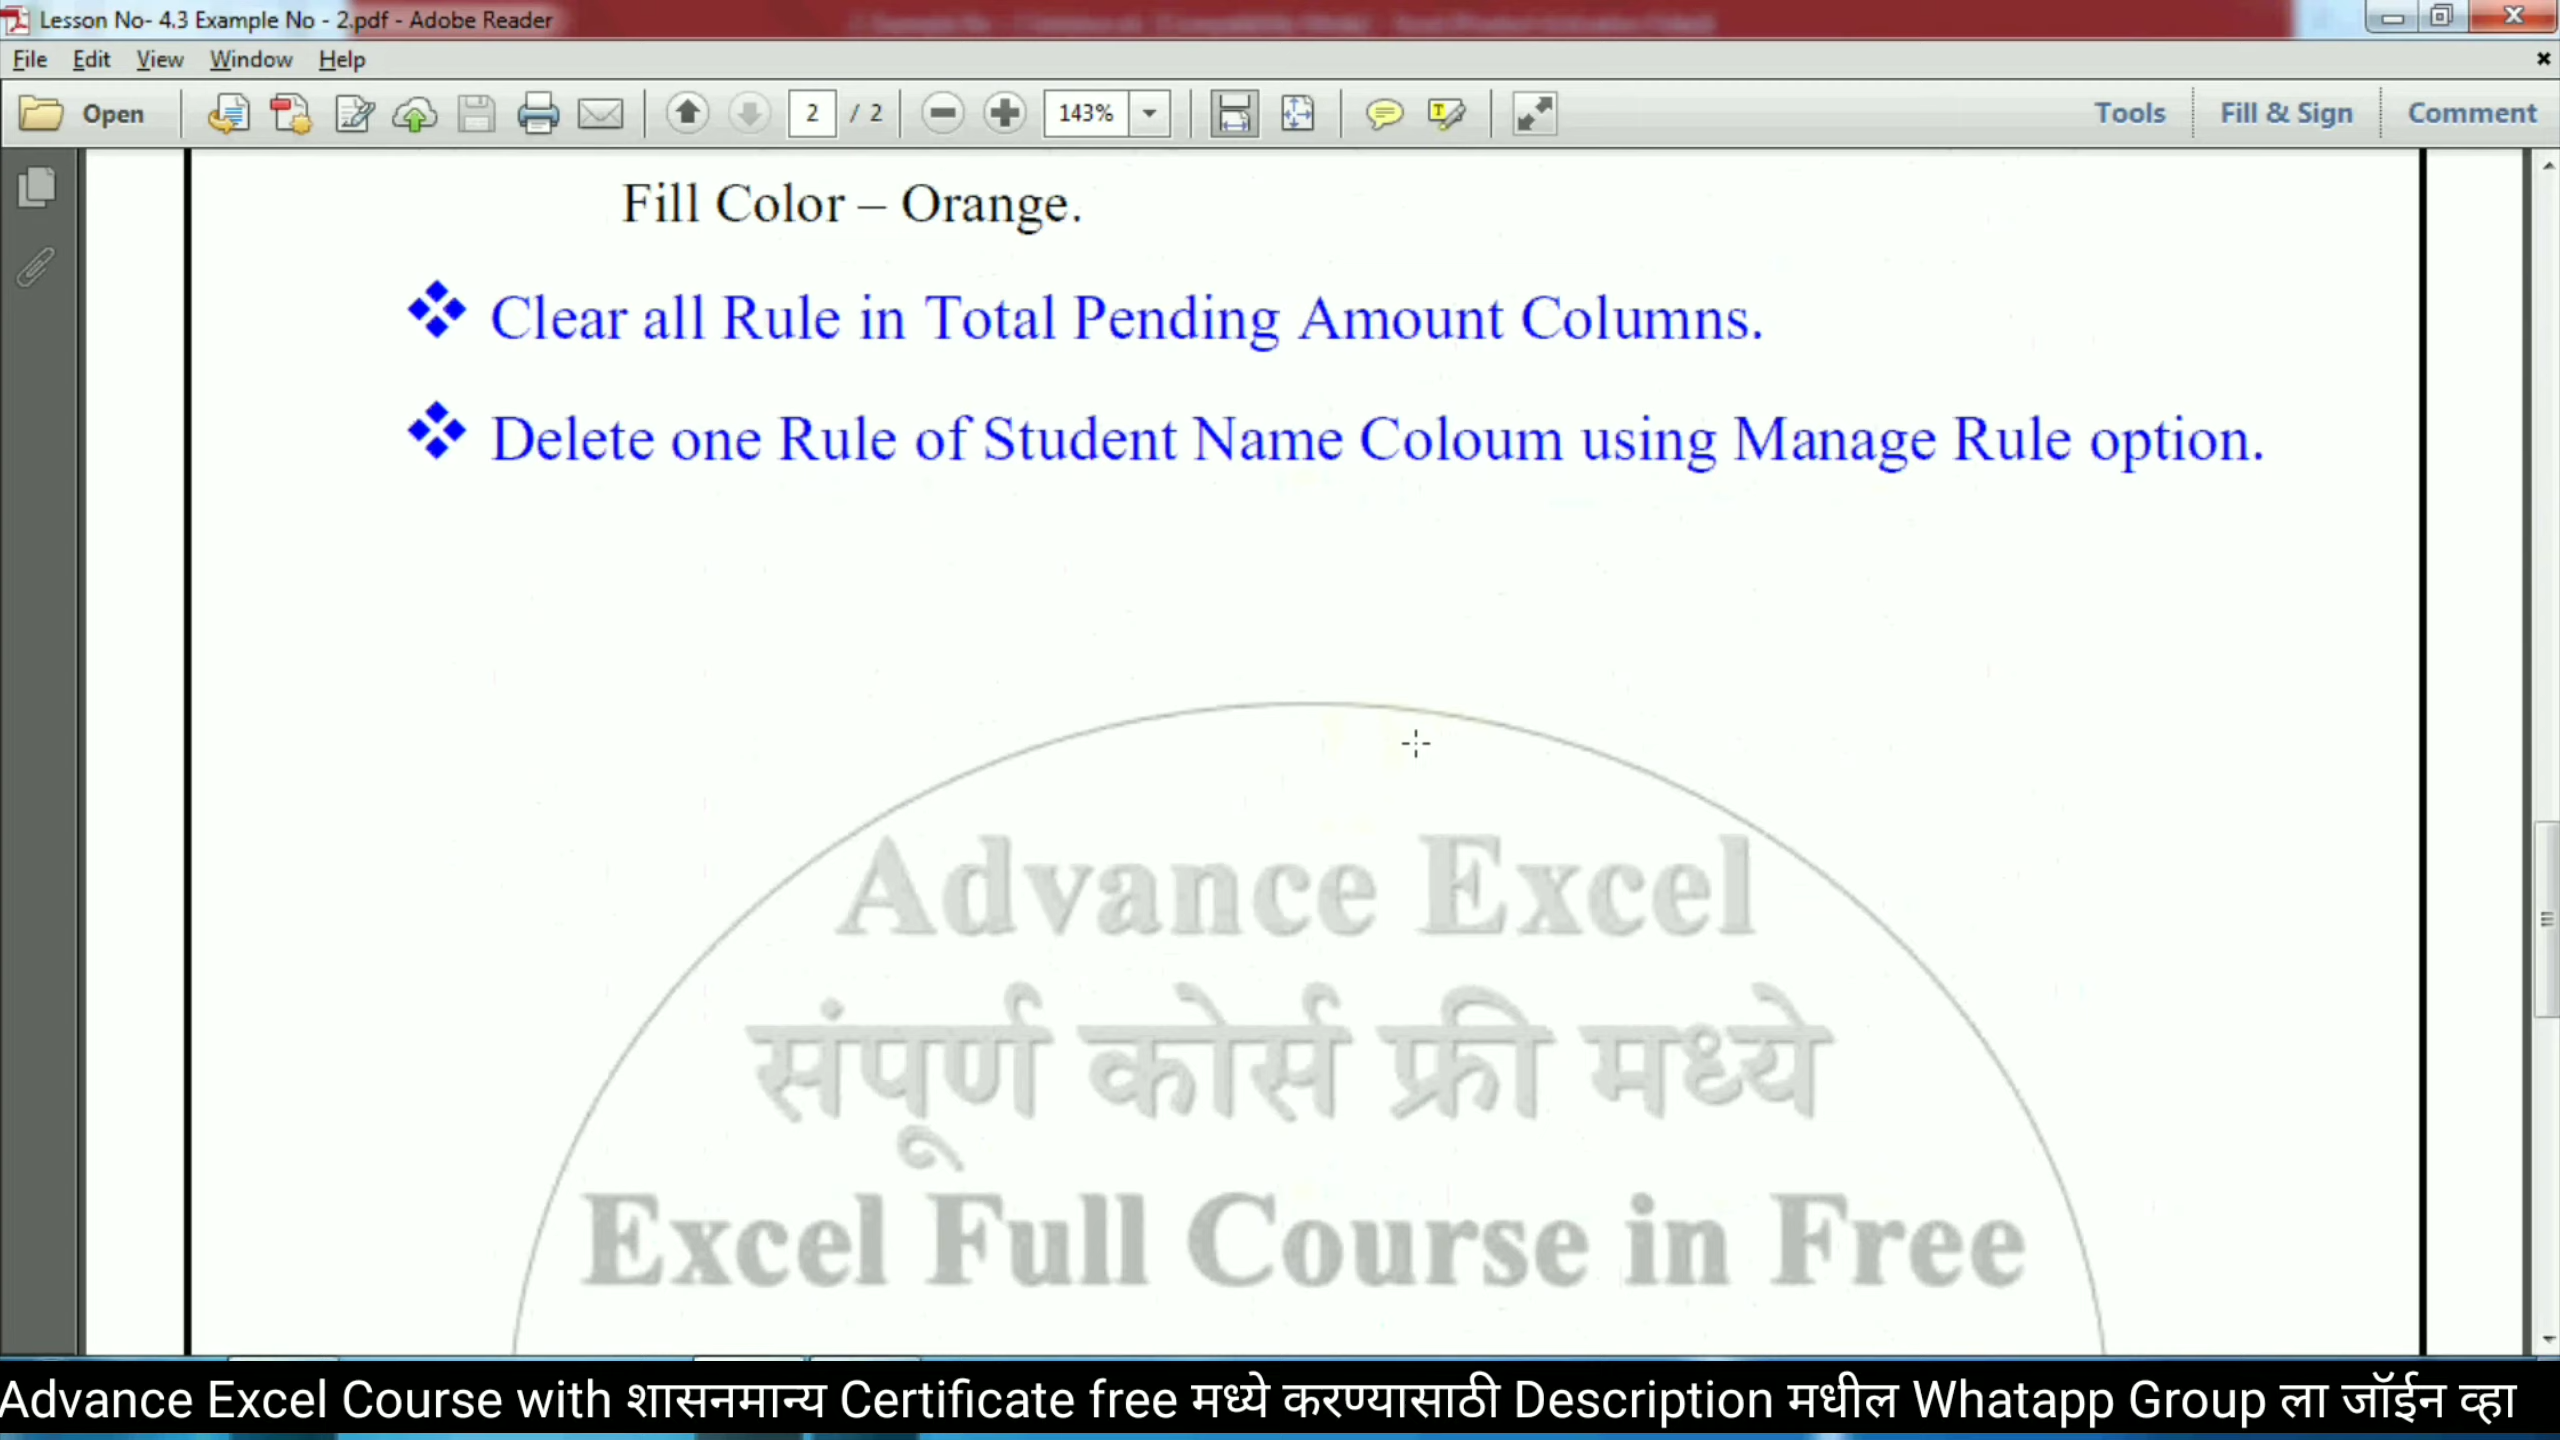 Lesson No- 4.3 Example No - 2.pdf - Adobe Reader
File Edit View Window Help
Open 2 / 2 143% Tools Fill & Sign Comment
Fill Color – Orange.
Clear all Rule in Total Pending Amount Columns.
Delete one Rule of Student Name Coloum using Manage Rule option.
Advance Excel
संपूर्ण कोर्स फ्री मध्ये
Excel Full Course in Free
Advance Excel Course with शासनमान्य Certificate free मध्ये करण्यासाठी Description मधील Whatapp Group ला जॉईन व्हा